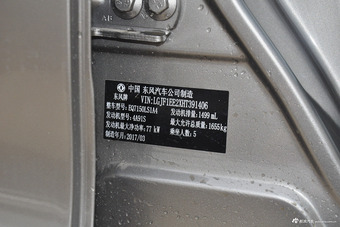 AB
中国 东风汽车公司制造
东风牌 VIN:LGJF1EE2XHT391406
整车型号:EQ7150LS1A4 发动机排量:1499 mL
发动机型号:4A91S 最大允许总质量:1655kg
发动机最大净功率:77 kW 乘坐人数:5
制造年月:2017/03